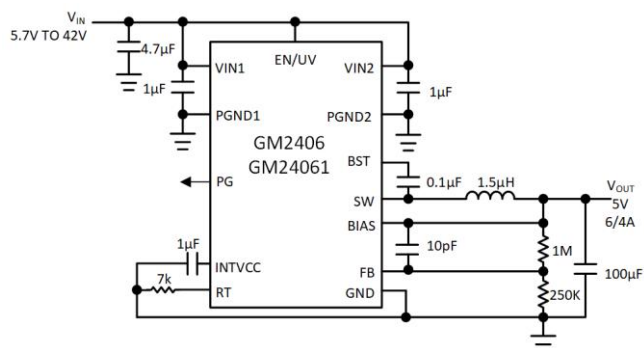 VIN
5.7V TO 42V
4.7µF
EN/UV
VIN1
VIN2
1µF
1µF
PGND1
PGND2
GM2406
GM24061
BST
PG
0.1µF
1.5µH
VOUT
SW
5V
6/4A
BIAS
1µF
10pF
1M
INTVCC
FB
100µF
7k
RT
GND
250K